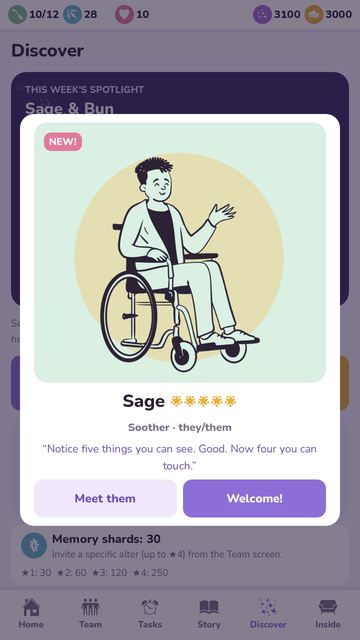 10/12
28
10
3100
3000
Discover
THIS WEEK'S SPOTLIGHT
Sage & Bun
NEW!
Sage
Soother • they/them
“Notice five things you can see. Good. Now four you can
touch.”
Meet them
Welcome!
Memory shards: 30
Invite a specific alter (up to ★4) from the Team screen.
★1: 30 ★2: 60 ★3: 120 ★4: 250
Home
Team
Tasks
Story
Discover
Inside